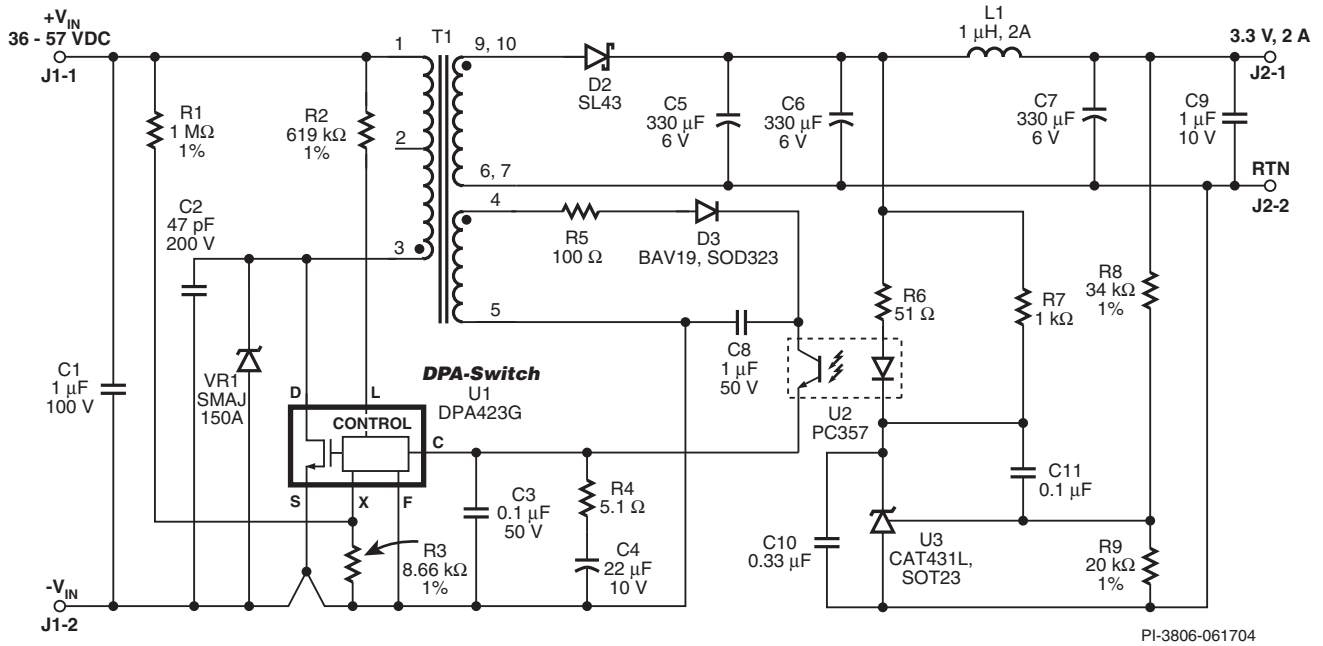 +VIN
36 - 57 VDC
J1-1
R1
1 MΩ
1%
R2
619 kΩ
1%
1
T1
2
3
9, 10
6, 7
4
5
D2
SL43
C5
330 µF
6 V
C6
330 µF
6 V
L1
1 µH, 2A
C7
330 µF
6 V
C9
1 µF
10 V
3.3 V, 2 A
J2-1
RTN
J2-2
C2
47 pF
200 V
R5
100 Ω
D3
BAV19, SOD323
R6
51 Ω
R7
1 kΩ
R8
34 kΩ
1%
C1
1 µF
100 V
VR1
SMAJ
150A
DPA-Switch
U1
DPA423G
D
L
CONTROL
C
S
X
F
C8
1 µF
50 V
U2
PC357
C11
0.1 µF
R3
8.66 kΩ
1%
C3
0.1 µF
50 V
R4
5.1 Ω
C4
22 µF
10 V
C10
0.33 µF
U3
CAT431L,
SOT23
R9
20 kΩ
1%
-VIN
J1-2
PI-3806-061704